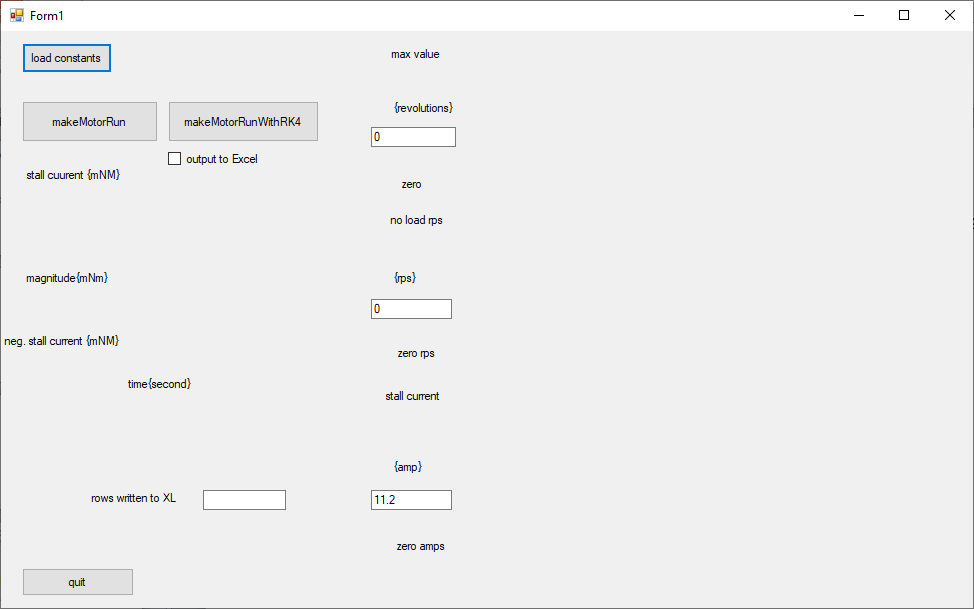 Form1
load constants
max value
{revolutions}
makeMotorRun
makeMotorRunWithRK4
0
output to Excel
stall cuurent {mNM}
zero
no load rps
magnitude{mNm}
{rps}
0
neg. stall current {mNM}
zero rps
time{second}
stall current
{amp}
rows written to XL
11.2
zero amps
quit